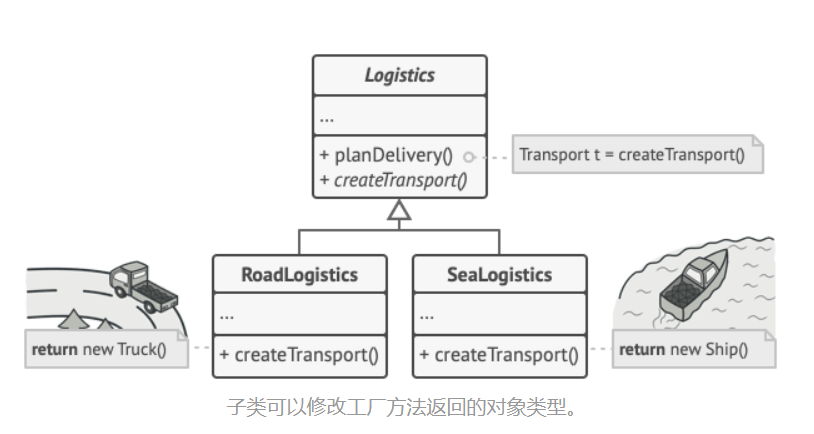 Logistics
...
+ planDelivery()
+ createTransport()
Transport t = createTransport()
RoadLogistics
...
+ createTransport()
SeaLogistics
...
+ createTransport()
return new Truck()
return new Ship()
子类可以修改工厂方法返回的对象类型。